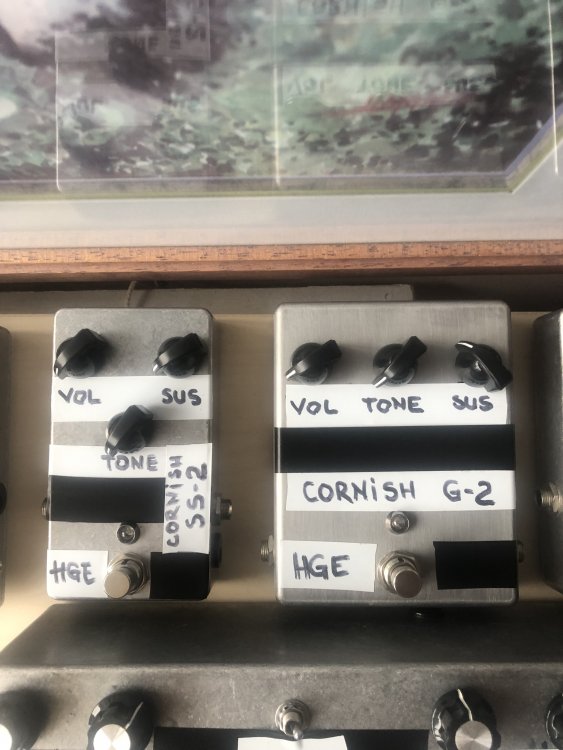 VOL SUS
TONE
CORNiSH
SS-2
HGE
VOL TONE SUS
CORNiSH G-2
HGE